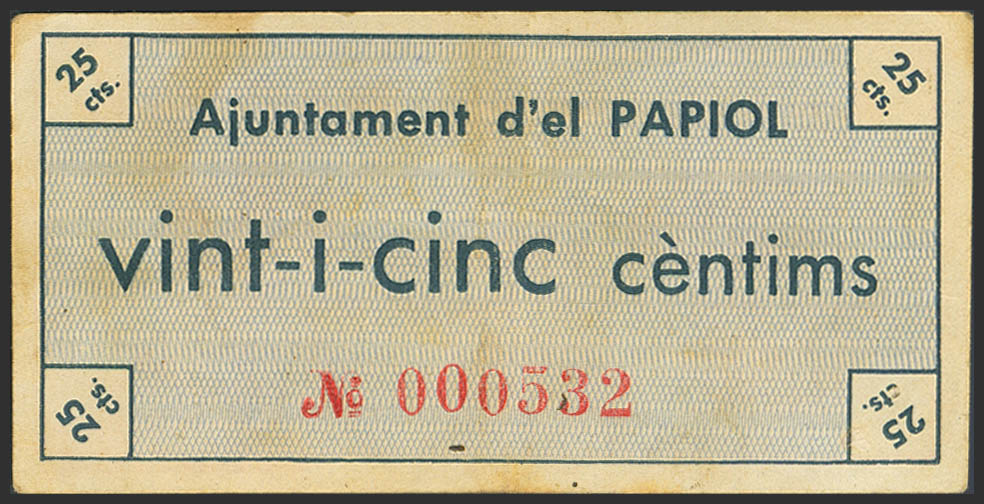 25
cts.
25
cts.
Ajuntament d'el PAPIOL
vint-i-cinc cèntims
Nº 000532
25
cts.
25
cts.